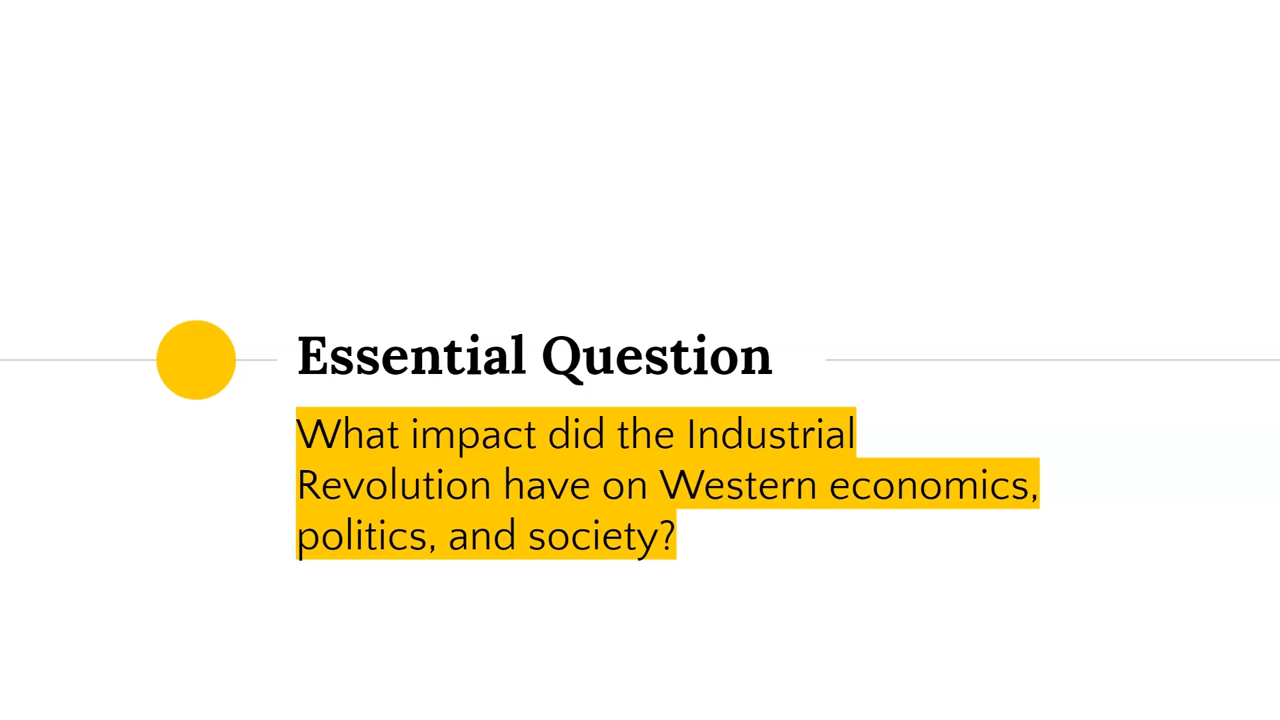 Essential Question
What impact did the Industrial
Revolution have on Western economics,
politics, and society?